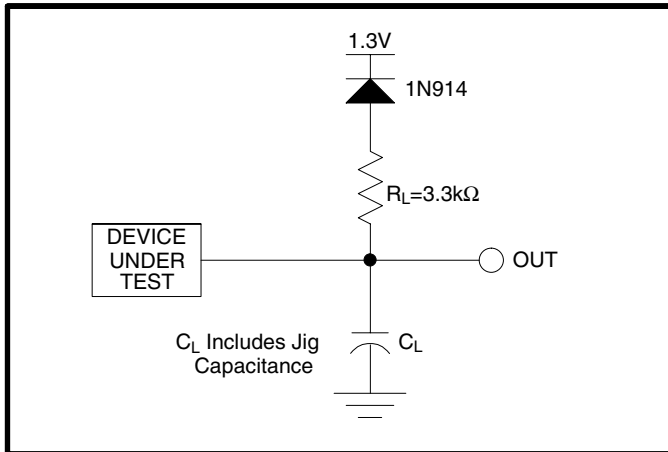 1.3V
1N914
RL=3.3kΩ
DEVICE
UNDER
TEST
OUT
CL Includes Jig
Capacitance
CL